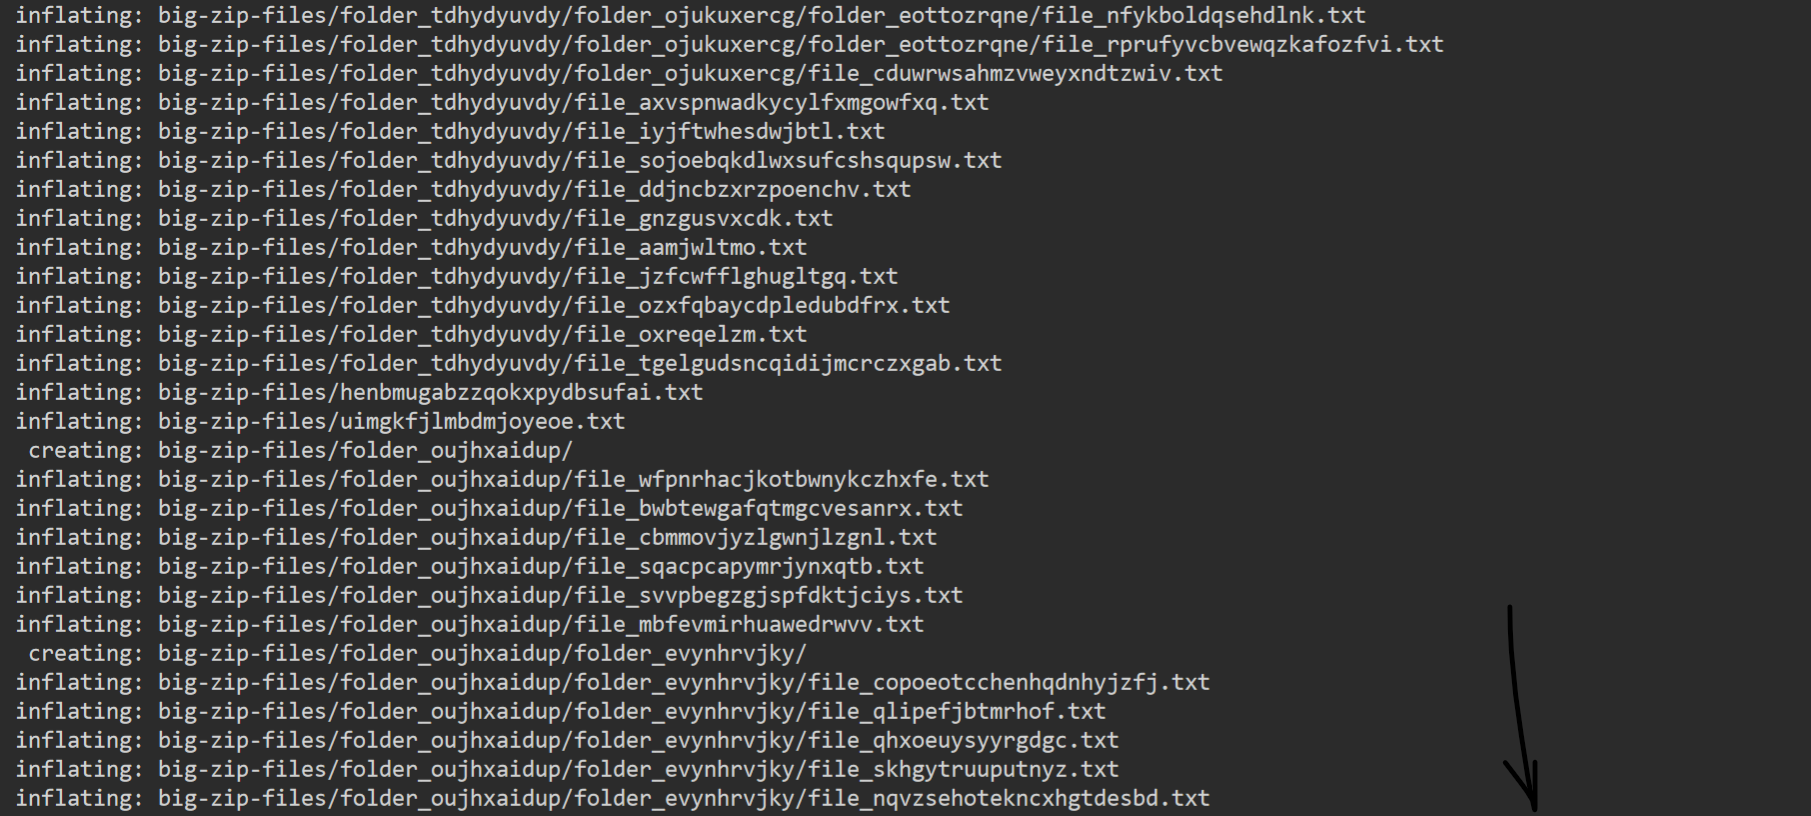 inflating: big-zip-files/folder_tdhydyuvdy/folder_ojukuxercg/folder_eottozrqne/file_nfykboldqsehdlnk.txt
inflating: big-zip-files/folder_tdhydyuvdy/folder_ojukuxercg/folder_eottozrqne/file_rprufyvcbvewqzkafozfvi.txt
inflating: big-zip-files/folder_tdhydyuvdy/folder_ojukuxercg/file_cduwrwsahmzvweyxndtzwiv.txt
inflating: big-zip-files/folder_tdhydyuvdy/file_axvspnwadkycylfxmgowfxq.txt
inflating: big-zip-files/folder_tdhydyuvdy/file_iyjftwhesdwjbtl.txt
inflating: big-zip-files/folder_tdhydyuvdy/file_sojoebqkdlwxsufcshsqupsw.txt
inflating: big-zip-files/folder_tdhydyuvdy/file_ddjncbzxrzpoenchv.txt
inflating: big-zip-files/folder_tdhydyuvdy/file_gnzgusvxcdk.txt
inflating: big-zip-files/folder_tdhydyuvdy/file_aamjwltmo.txt
inflating: big-zip-files/folder_tdhydyuvdy/file_jzfcwfflghugltgq.txt
inflating: big-zip-files/folder_tdhydyuvdy/file_ozxfqbaycdpledubdfrx.txt
inflating: big-zip-files/folder_tdhydyuvdy/file_oxreqelzm.txt
inflating: big-zip-files/folder_tdhydyuvdy/file_tgelgudsncqidijmcrczxgab.txt
inflating: big-zip-files/henbmugabzzqokxpydbsufai.txt
inflating: big-zip-files/uimgkfjlmbdmjoyeoe.txt
creating: big-zip-files/folder_oujhxaidup/
inflating: big-zip-files/folder_oujhxaidup/file_wfpnrhacjkotbwnykczhxfe.txt
inflating: big-zip-files/folder_oujhxaidup/file_bwbtewgafqtmgcvesanrx.txt
inflating: big-zip-files/folder_oujhxaidup/file_cbmmovjyzlgwnjlzgnl.txt
inflating: big-zip-files/folder_oujhxaidup/file_sqacpcapymrjynxqtb.txt
inflating: big-zip-files/folder_oujhxaidup/file_svvpbegzgjspfdktjciys.txt
inflating: big-zip-files/folder_oujhxaidup/file_mbfevmirhuawedrwvv.txt
creating: big-zip-files/folder_oujhxaidup/folder_evynhrvjky/
inflating: big-zip-files/folder_oujhxaidup/folder_evynhrvjky/file_copoeotcchenhqdnhyjzfj.txt
inflating: big-zip-files/folder_oujhxaidup/folder_evynhrvjky/file_qlipefjbtmrhof.txt
inflating: big-zip-files/folder_oujhxaidup/folder_evynhrvjky/file_qhxoeuysyyrgdgc.txt
inflating: big-zip-files/folder_oujhxaidup/folder_evynhrvjky/file_skhgytruuputnyz.txt
inflating: big-zip-files/folder_oujhxaidup/folder_evynhrvjky/file_nqvzsehotekncxhgtdesbd.txt